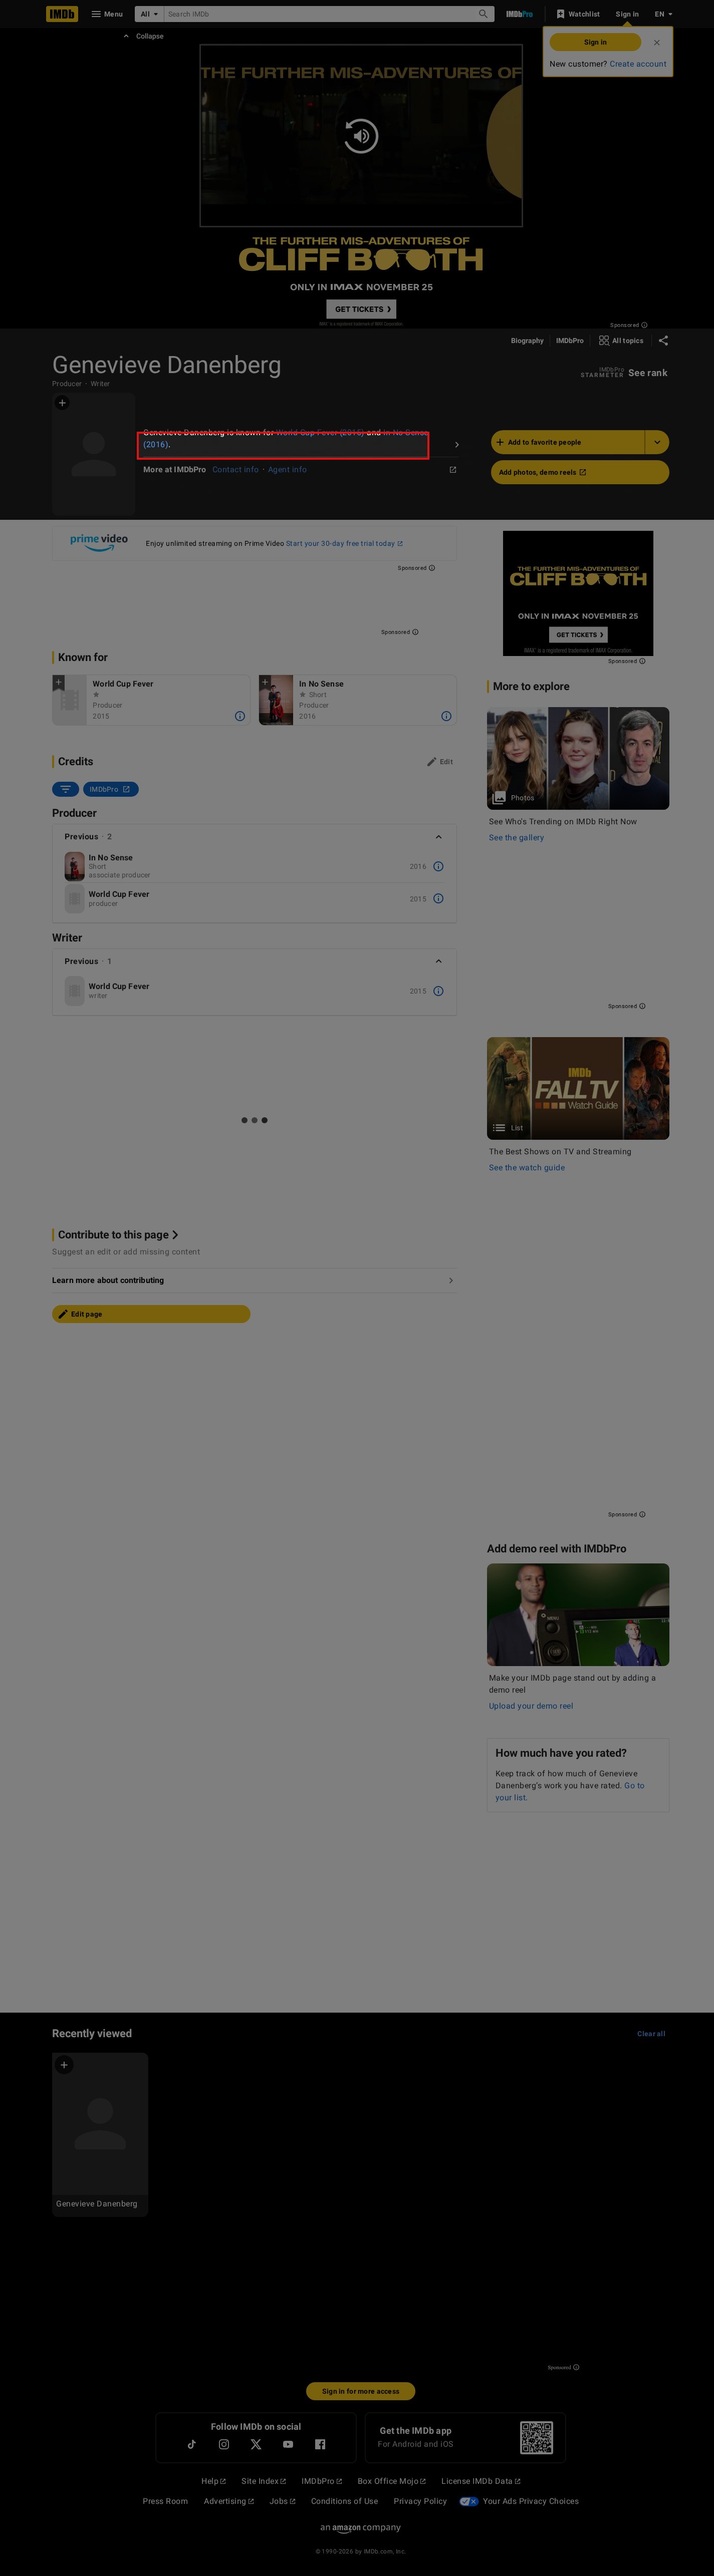 IMDb
Menu
All
Search IMDb
IMDbPro
Watchlist
Sign in
EN
Collapse
Sign in
New customer? Create account
THE FURTHER MIS-ADVENTURES OF
THE FURTHER MIS-ADVENTURES OF
CLIFF BOOTH
ONLY IN IMAX NOVEMBER 25
GET TICKETS
IMAX® is a registered trademark of IMAX Corporation.
Sponsored
Biography
IMDbPro
All topics
Genevieve Danenberg
Producer · Writer
IMDbPro
STARMETER
See rank
Genevieve Danenberg is known for World Cup Fever (2015) and In No Sense
(2016).
More at IMDbPro Contact info · Agent info
Add to favorite people
Add photos, demo reels
prime video
Enjoy unlimited streaming on Prime Video Start your 30-day free trial today
Sponsored
Sponsored
THE FURTHER MIS-ADVENTURES OF
CLIFF BOOTH
ONLY IN IMAX NOVEMBER 25
GET TICKETS
IMAX® is a registered trademark of IMAX Corporation.
Sponsored
Known for
World Cup Fever
Producer
2015
In No Sense
Short
Producer
2016
More to explore
Photos
See Who's Trending on IMDb Right Now
See the gallery
Credits
Edit
IMDbPro
Producer
Previous · 2
In No Sense
Short
associate producer
2016
World Cup Fever
producer
2015
Writer
Previous · 1
World Cup Fever
writer
2015
Sponsored
IMDb
FALL TV
Watch Guide
List
The Best Shows on TV and Streaming
See the watch guide
Contribute to this page
Suggest an edit or add missing content
Learn more about contributing
Edit page
Sponsored
Add demo reel with IMDbPro
Make your IMDb page stand out by adding a
demo reel
Upload your demo reel
How much have you rated?
Keep track of how much of Genevieve
Danenberg's work you have rated. Go to
your list.
Recently viewed
Clear all
Genevieve Danenberg
Sponsored
Sign in for more access
Follow IMDb on social
Get the IMDb app
For Android and iOS
Help
Site Index
IMDbPro
Box Office Mojo
License IMDb Data
Press Room
Advertising
Jobs
Conditions of Use
Privacy Policy
Your Ads Privacy Choices
an amazon company
© 1990-2026 by IMDb.com, Inc.